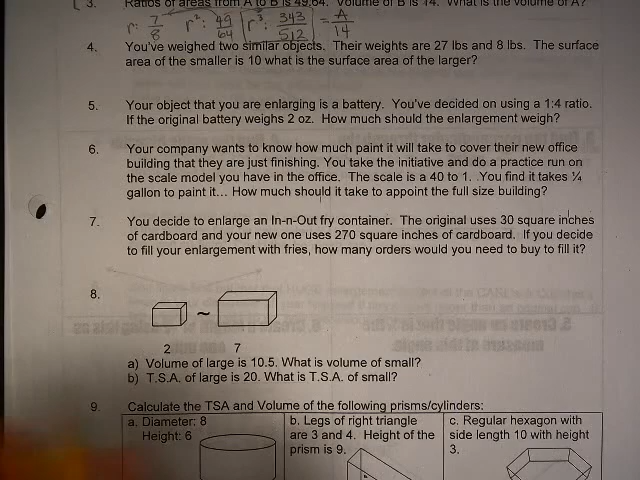 3. Ratios of areas from A to B is 49:64. Volume of B is 14. What is the volume of A?
r: 7/8 r²: 49/64 r³: 343/512 = A/14
4. You've weighed two similar objects. Their weights are 27 lbs and 8 lbs. The surface
area of the smaller is 10 what is the surface area of the larger?
5. Your object that you are enlarging is a battery. You've decided on using a 1:4 ratio.
If the original battery weighs 2 oz. How much should the enlargement weigh?
6. Your company wants to know how much paint it will take to cover their new office
building that they are just finishing. You take the initiative and do a practice run on
the scale model you have in the office. The scale is a 40 to 1. .You find it takes ¼
gallon to paint it... How much should it take to appoint the full size building?
7. You decide to enlarge an In-n-Out fry container. The original uses 30 square inches
of cardboard and your new one uses 270 square inches of cardboard. If you decide
to fill your enlargement with fries, how many orders would you need to buy to fill it?
8.
~
2 7
a) Volume of large is 10.5. What is volume of small?
b) T.S.A. of large is 20. What is T.S.A. of small?
9. Calculate the TSA and Volume of the following prisms/cylinders:
a. Diameter: 8
Height: 6
b. Legs of right triangle
are 3 and 4. Height of the
prism is 9.
c. Regular hexagon with
side length 10 with height
3.